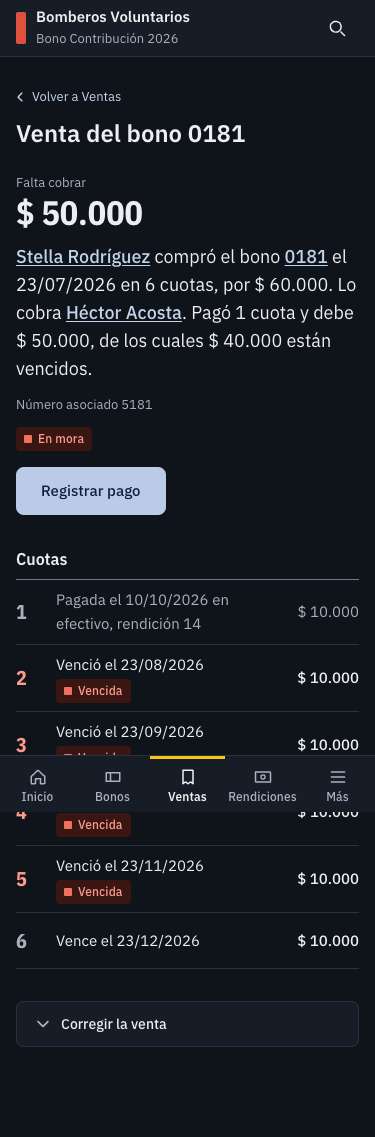 Bomberos Voluntarios
Bono Contribución 2026
Volver a Ventas
Venta del bono 0181
Falta cobrar
$ 50.000
Stella Rodríguez compró el bono 0181 el
23/07/2026 en 6 cuotas, por $ 60.000. Lo
cobra Héctor Acosta. Pagó 1 cuota y debe
$ 50.000, de los cuales $ 40.000 están
vencidos.
Número asociado 5181
En mora
Registrar pago
Cuotas
1 Pagada el 10/10/2026 en $ 10.000
efectivo, rendición 14
2 Venció el 23/08/2026 $ 10.000
Vencida
3 Venció el 23/09/2026 $ 10.000
Inicio Bonos Ventas Rendiciones Más
4 $ 10.000
Vencida
5 Venció el 23/11/2026 $ 10.000
Vencida
6 Vence el 23/12/2026 $ 10.000
Corregir la venta